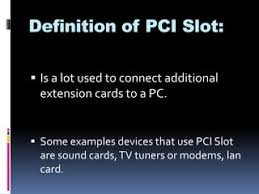 Definition of PCI Slot:
Is a lot used to connect additional
extension cards to a PC.
Some examples devices that use PCI Slot
are sound cards, TV tuners or modems, lan
card.